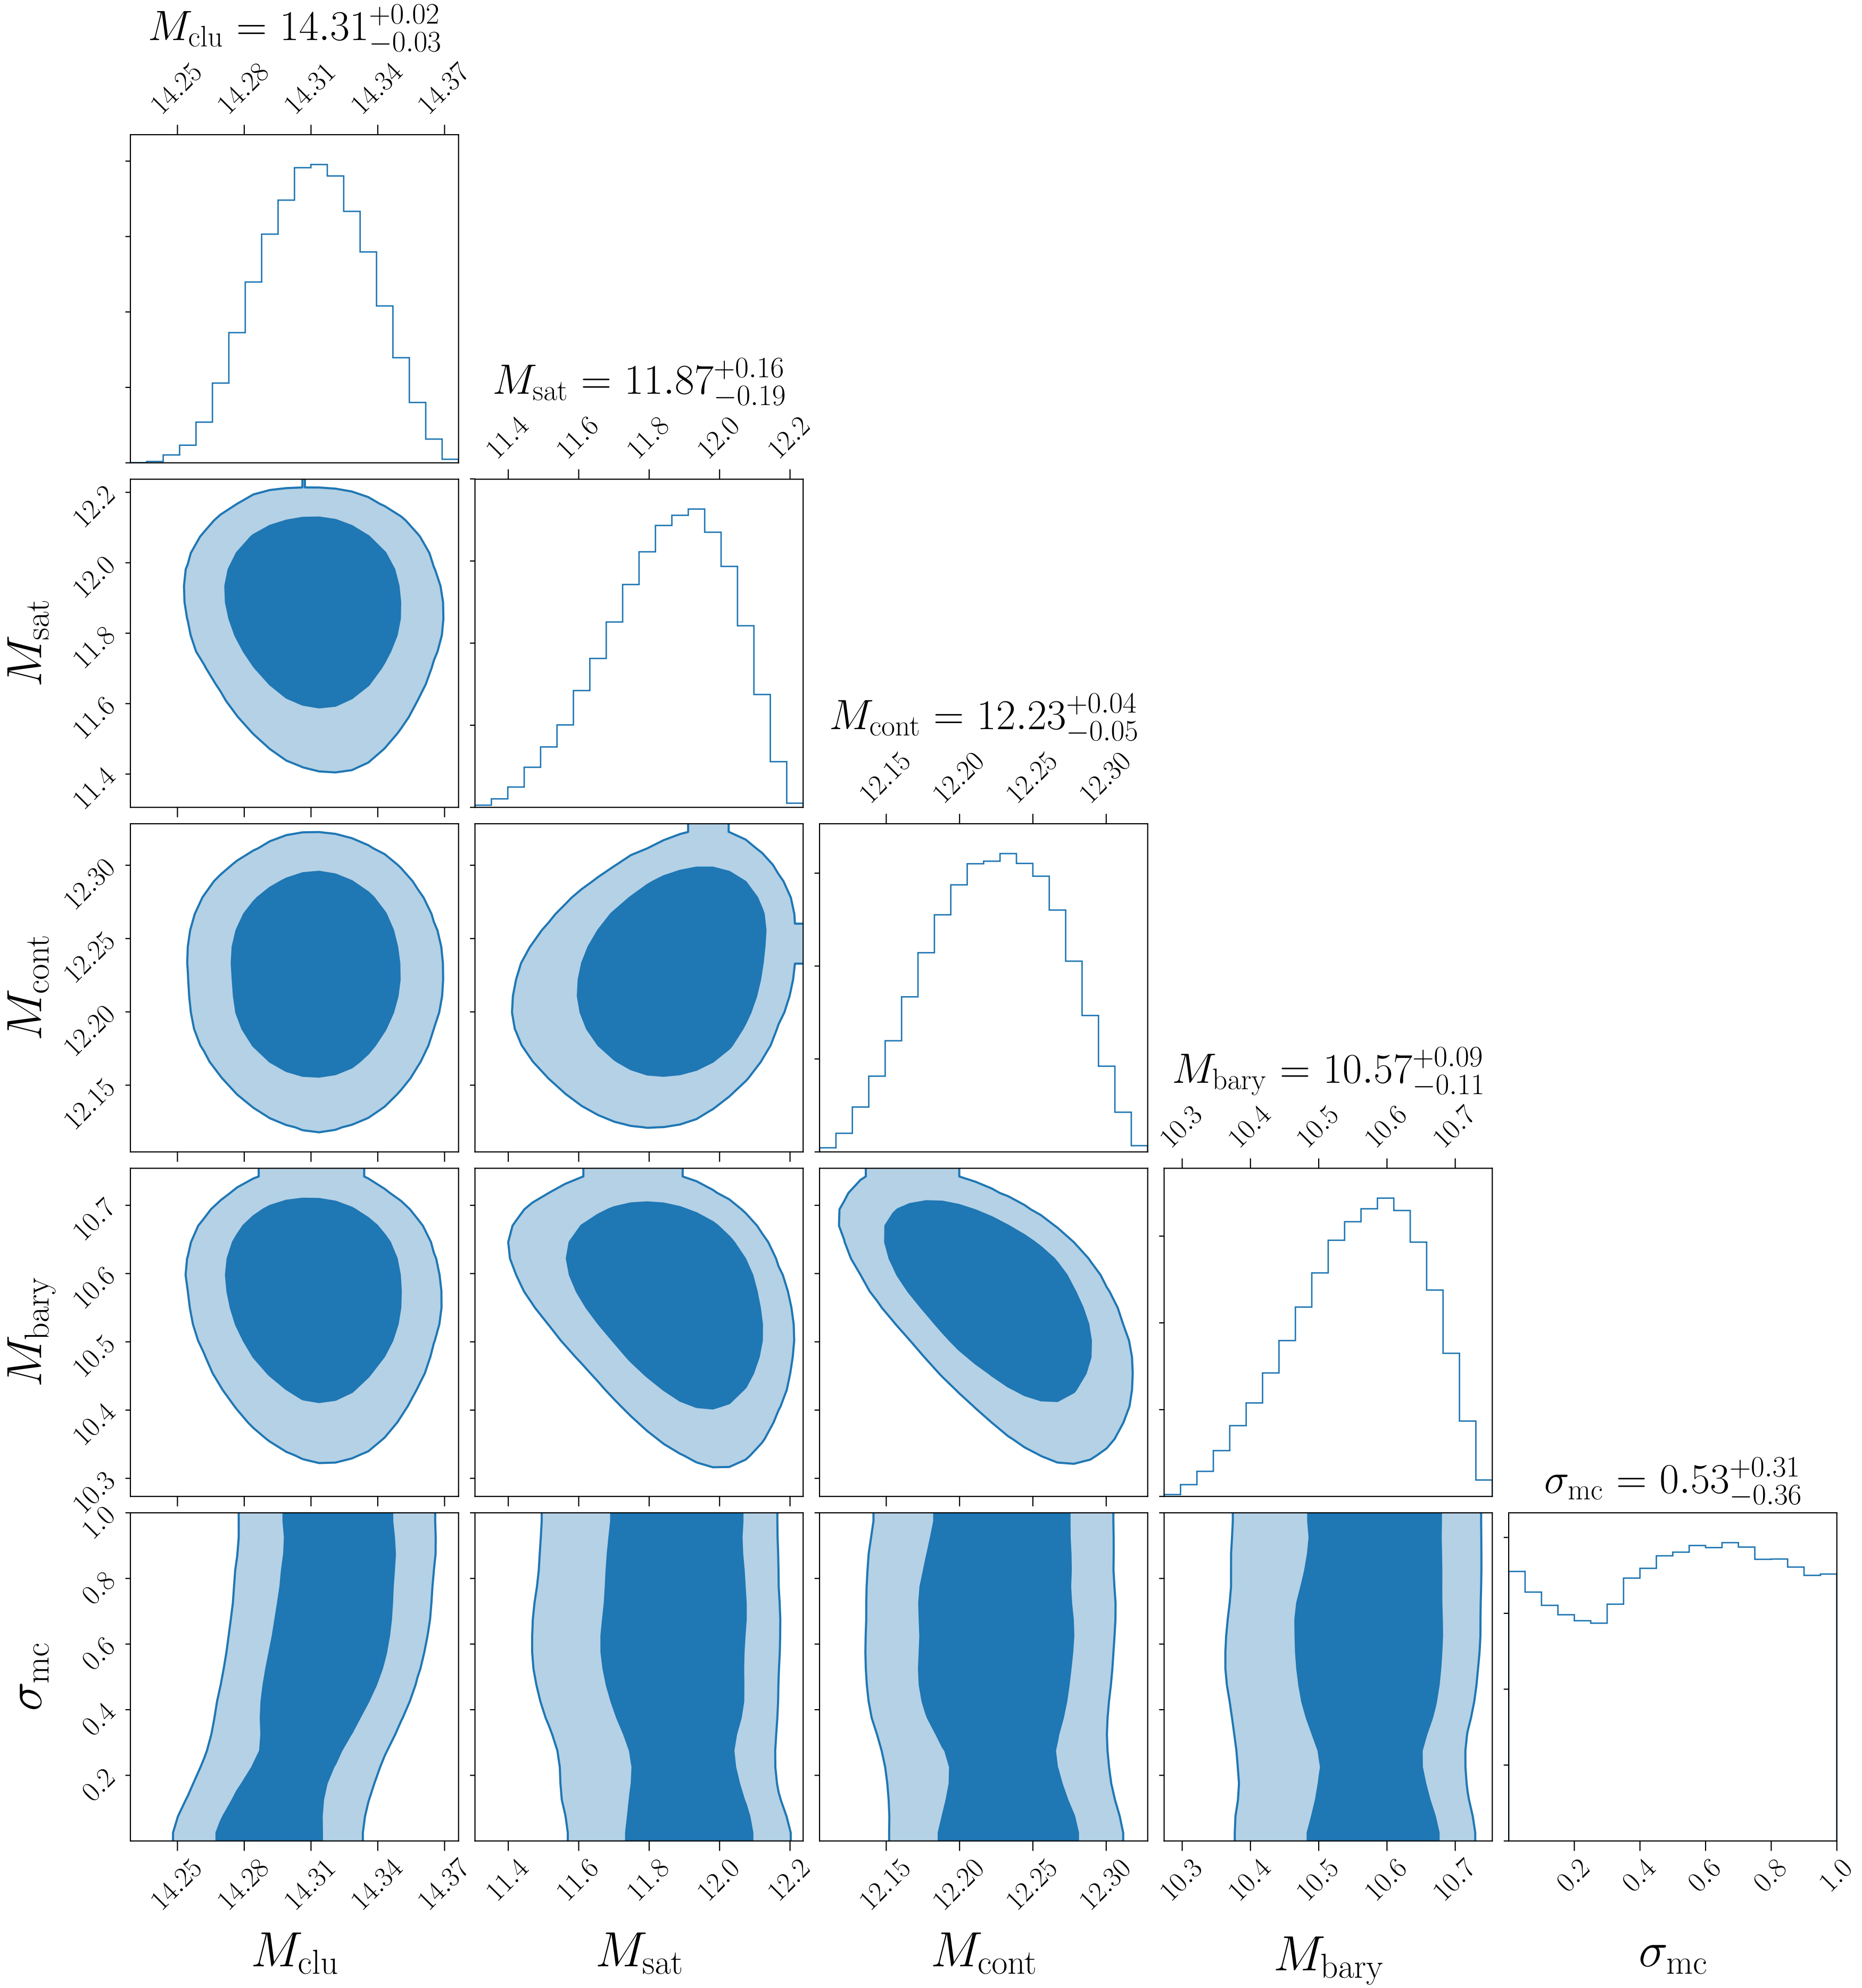 M_clu = 14.31^{+0.02}_{−0.03}
14.25 14.28 14.31 14.34 14.37
M_sat = 11.87^{+0.16}_{−0.19}
11.4 11.6 11.8 12.0 12.2
M_sat
12.2
12.0
11.8
11.6
11.4
M_cont = 12.23^{+0.04}_{−0.05}
12.15 12.20 12.25 12.30
M_cont
12.30
12.25
12.20
12.15
M_bary = 10.57^{+0.09}_{−0.11}
10.3 10.4 10.5 10.6 10.7
M_bary
10.7
10.6
10.5
10.4
10.3
σ_mc = 0.53^{+0.31}_{−0.36}
σ_mc
1.0
0.8
0.6
0.4
0.2
14.25 14.28 14.31 14.34 14.37 11.4 11.6 11.8 12.0 12.2 12.15 12.20 12.25 12.30 10.3 10.4 10.5 10.6 10.7 0.2 0.4 0.6 0.8 1.0
M_clu M_sat M_cont M_bary σ_mc